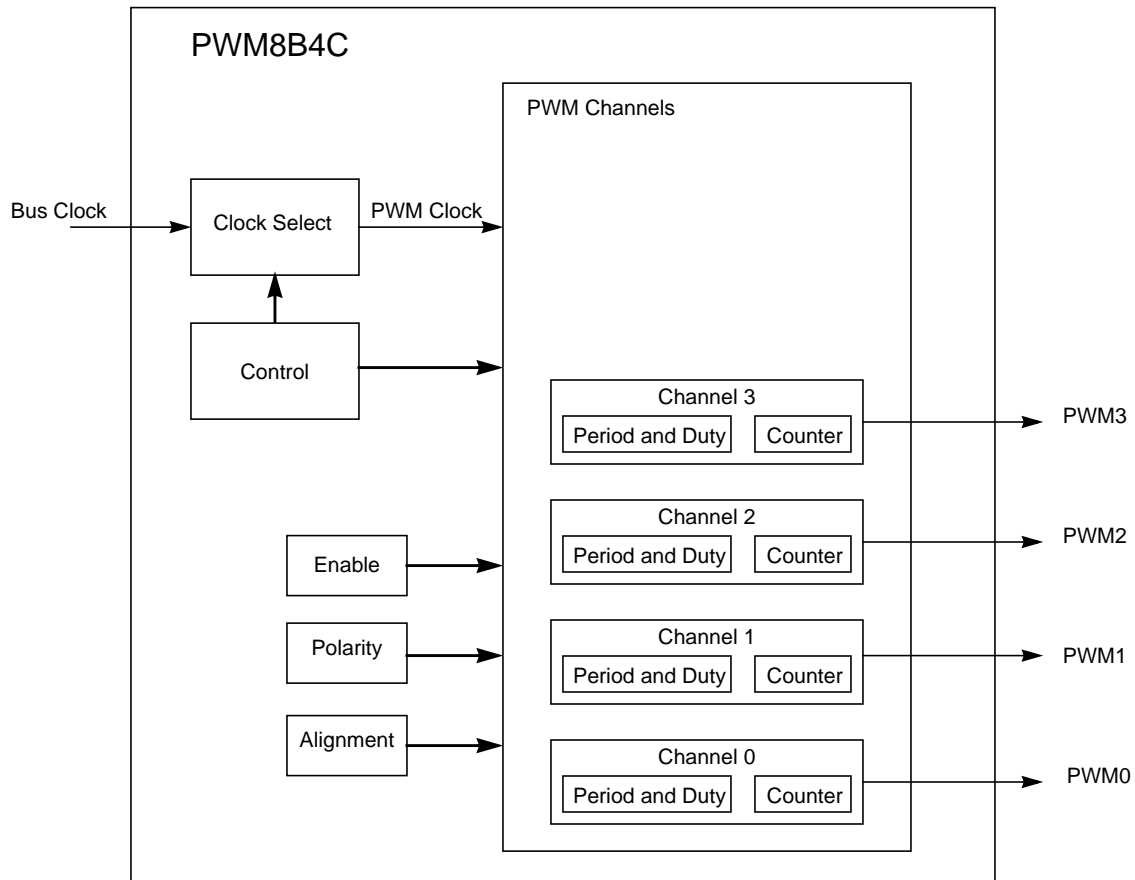 PWM8B4C
PWM Channels
Bus Clock
Clock Select
PWM Clock
Control
Channel 3
Period and Duty
Counter
PWM3
Channel 2
Period and Duty
Counter
PWM2
Enable
Channel 1
Period and Duty
Counter
PWM1
Polarity
Alignment
Channel 0
Period and Duty
Counter
PWM0